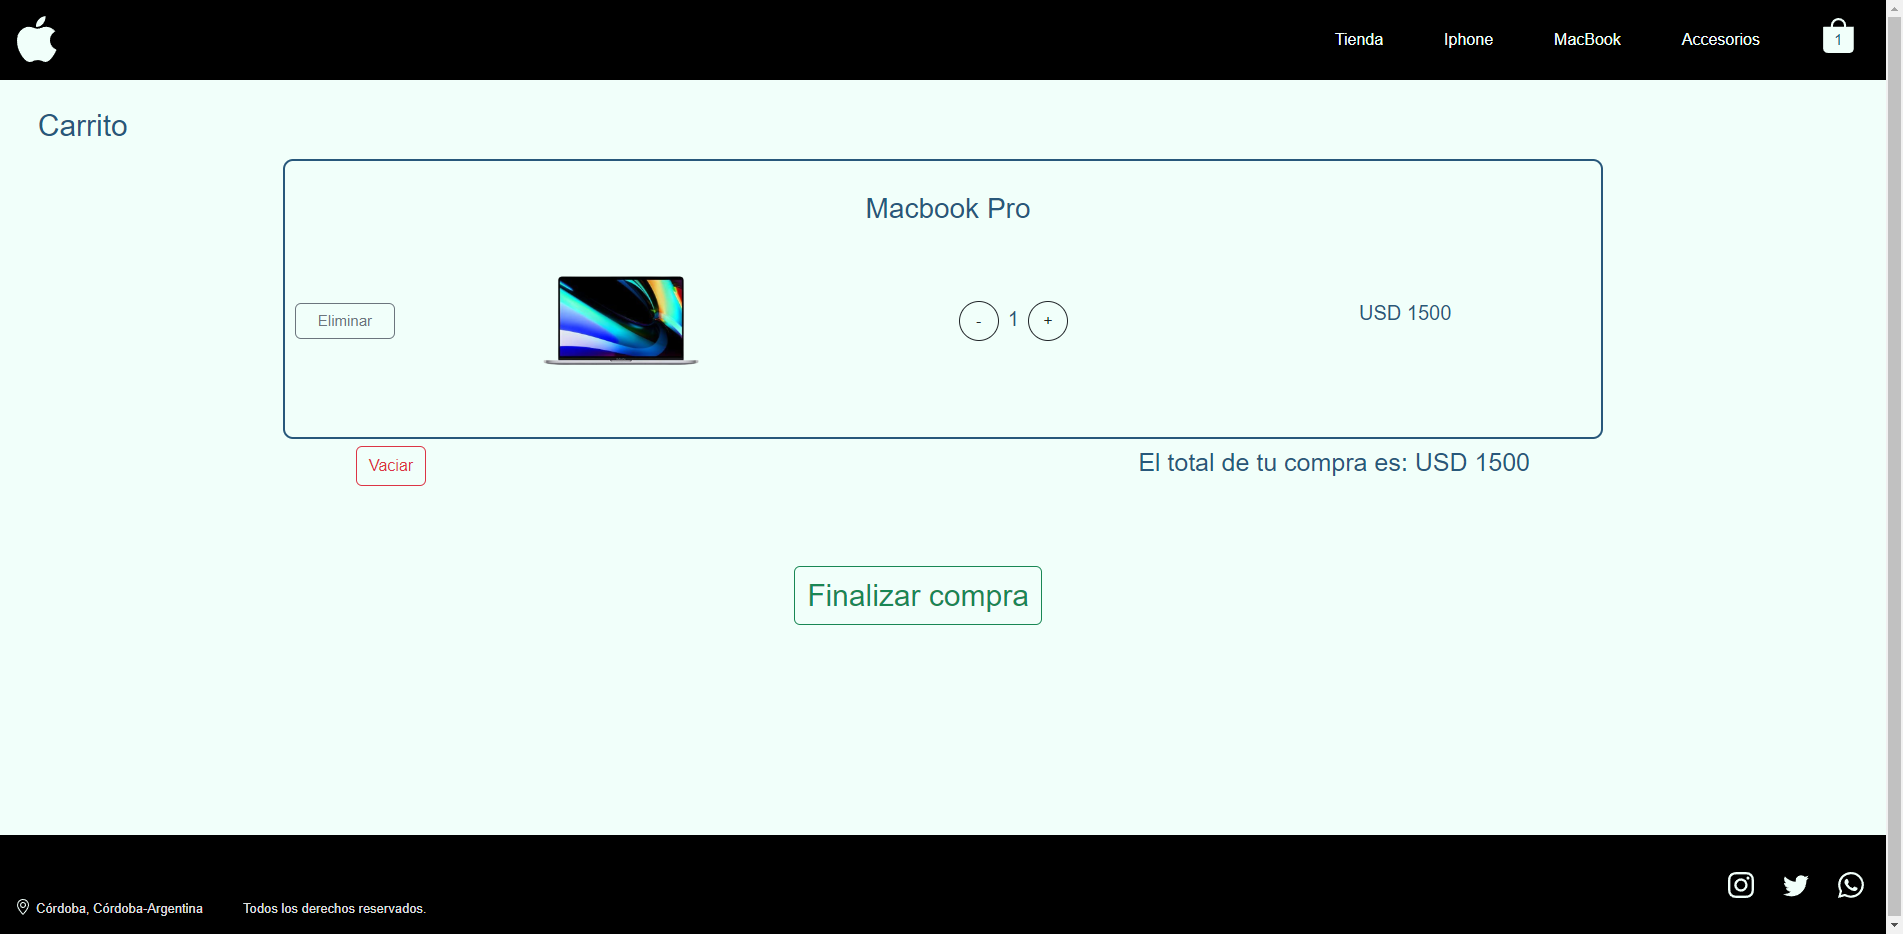 Tienda Iphone MacBook Accesorios 1
Carrito
Macbook Pro
Eliminar - 1 + USD 1500
Vaciar El total de tu compra es: USD 1500
Finalizar compra
Córdoba, Córdoba-Argentina Todos los derechos reservados.